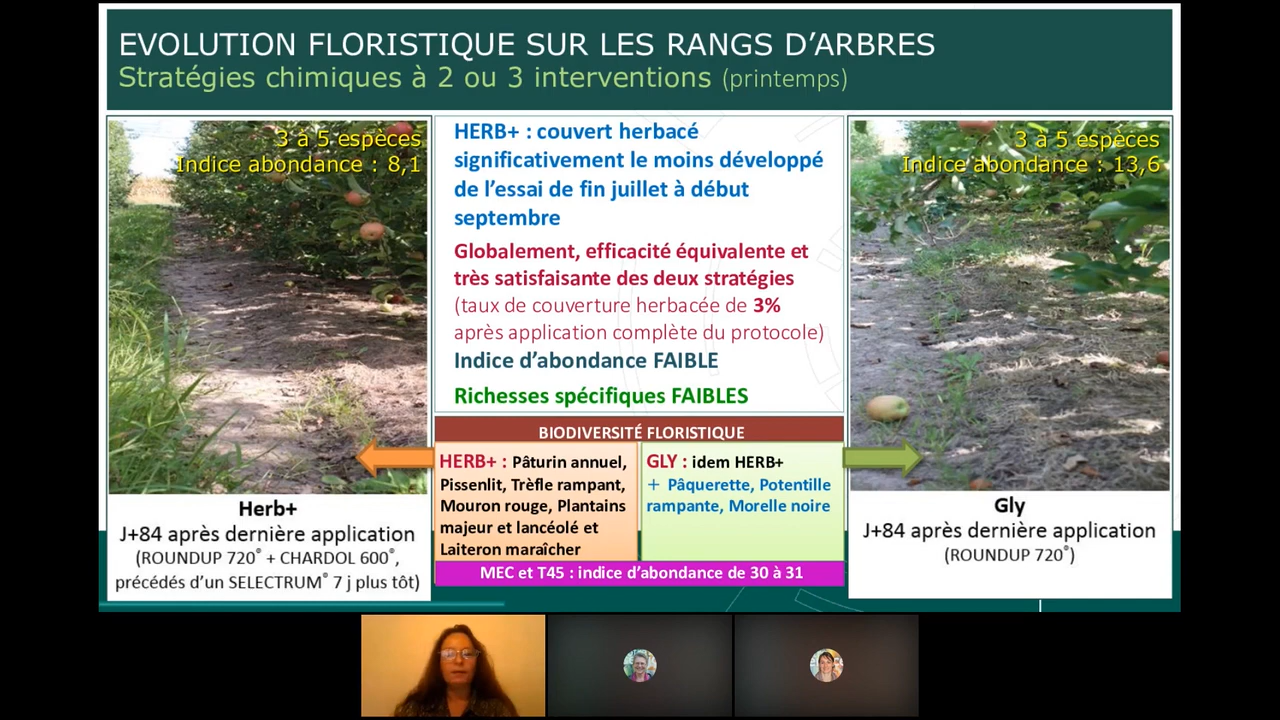 EVOLUTION FLORISTIQUE SUR LES RANGS D'ARBRES
Stratégies chimiques à 2 ou 3 interventions (printemps)
3 à 5 espèces
Indice abondance : 8,1
HERB+ : couvert herbacé
significativement le moins développé
de l'essai de fin juillet à début
septembre
Globalement, efficacité équivalente et
très satisfaisante des deux stratégies
(taux de couverture herbacée de 3%
après application complète du protocole)
Indice d'abondance FAIBLE
Richesses spécifiques FAIBLES
3 à 5 espèces
Indice abondance : 13,6
BIODIVERSITÉ FLORISTIQUE
HERB+ : Pâturin annuel,
Pissenlit, Trèfle rampant,
Mouron rouge, Plantains
majeur et lancéolé et
Laiteron maraîcher
GLY : idem HERB+
+ Pâquerette, Potentille
rampante, Morelle noire
MEC et T45 : indice d'abondance de 30 à 31
Herb+
J+84 après dernière application
(ROUNDUP 720® + CHARDOL 600®,
précédés d'un SELECTRUM® 7 j plus tôt)
Gly
J+84 après dernière application
(ROUNDUP 720®)